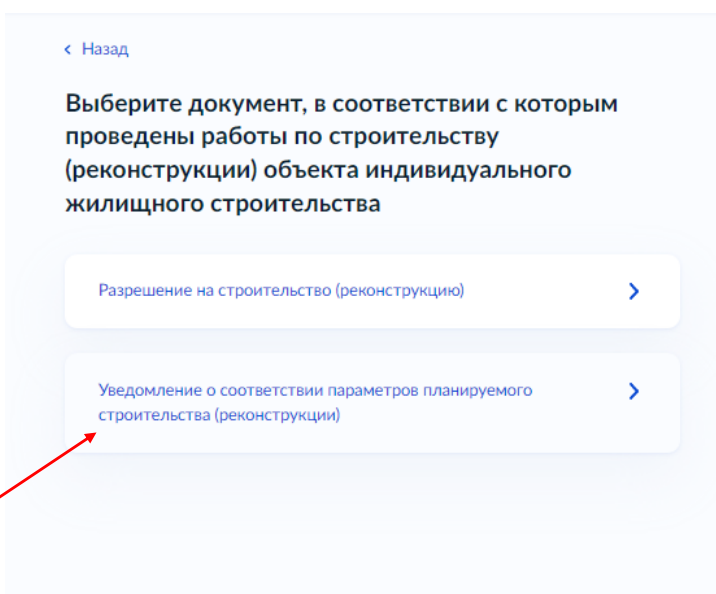 Назад
Выберите документ, в соответствии с которым
проведены работы по строительству
(реконструкции) объекта индивидуального
жилищного строительства
Разрешение на строительство (реконструкцию)
Уведомление о соответствии параметров планируемого
строительства (реконструкции)